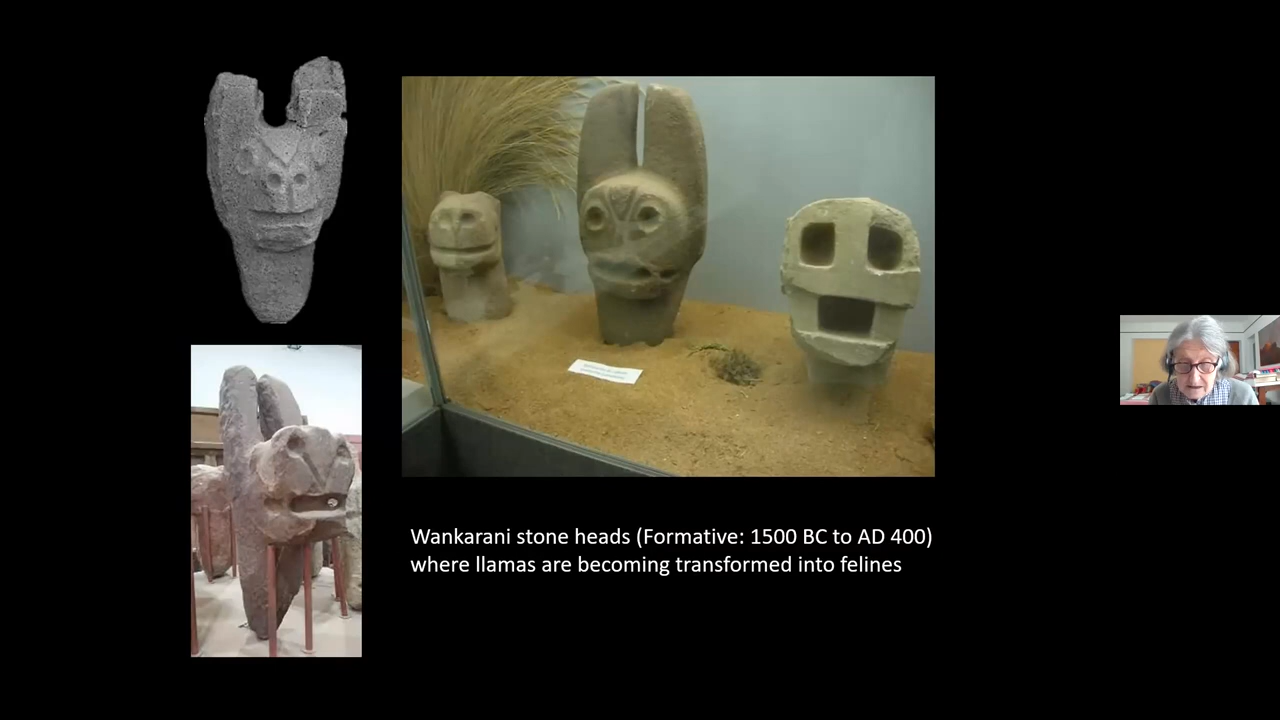 Wankarani stone heads (Formative: 1500 BC to AD 400)
where llamas are becoming transformed into felines